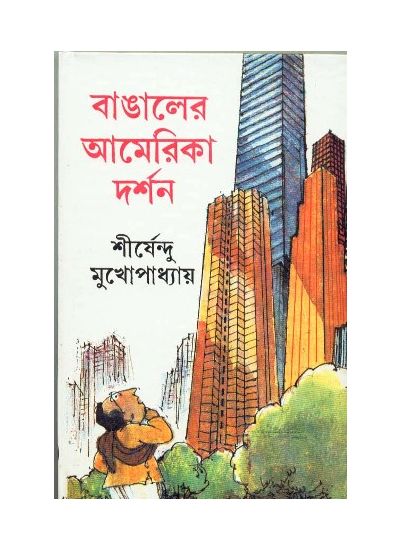 বাঙালের
আমেরিকা
দর্শন
শীর্ষেন্দু
মুখোপাধ্যায়